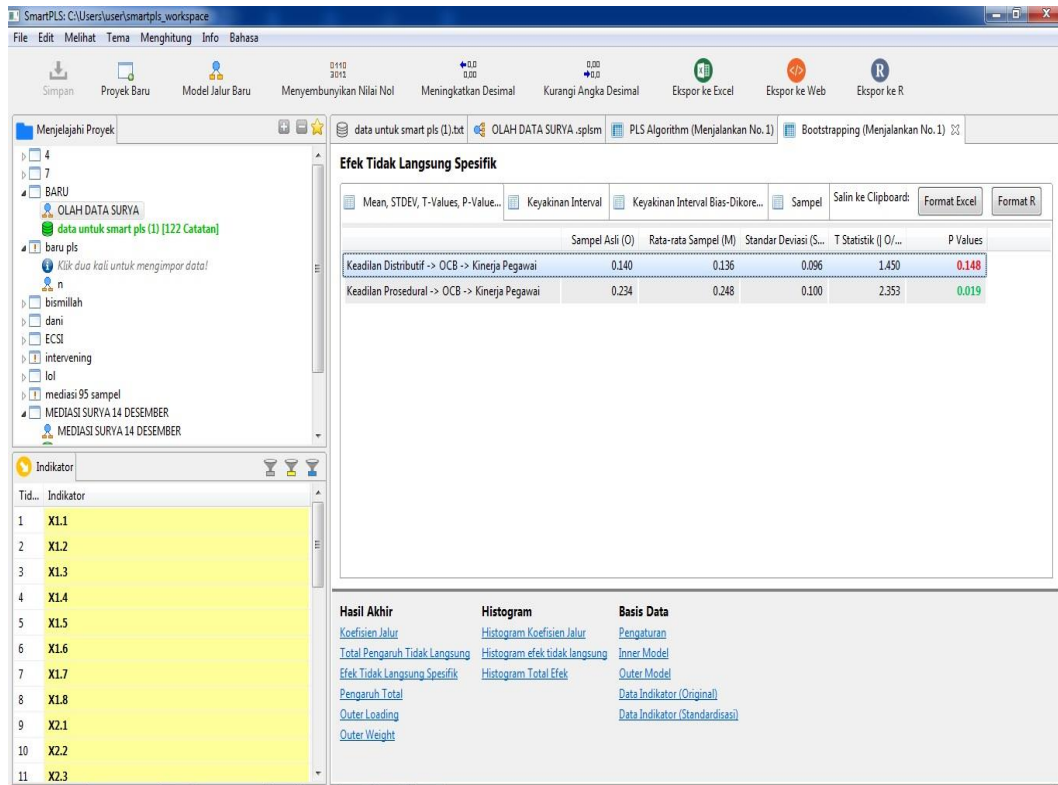 SmartPLS: C:\Users\user\smartpls_workspace
File Edit Melihat Tema Menghitung Info Bahasa
Simpan
Proyek Baru
Model Jalur Baru
Menyembunyikan Nilai Nol
Meningkatkan Desimal
Kurangi Angka Desimal
Ekspor ke Excel
Ekspor ke Web
Ekspor ke R
Menjelajahi Proyek
4
7
BARU
OLAH DATA SURYA
data untuk smart pls (1) [122 Catatan]
baru pls
Klik dua kali untuk mengimpor data!
n
bismillah
dani
ECSI
intervening
lol
mediasi 95 sampel
MEDIASI SURYA 14 DESEMBER
MEDIASI SURYA 14 DESEMBER
Indikator
Tid... Indikator
1 X1.1
2 X1.2
3 X1.3
4 X1.4
5 X1.5
6 X1.6
7 X1.7
8 X1.8
9 X2.1
10 X2.2
11 X2.3
data untuk smart pls (1).txt
OLAH DATA SURYA .splsm
PLS Algorithm (Menjalankan No. 1)
Bootstrapping (Menjalankan No. 1)
Efek Tidak Langsung Spesifik
Mean, STDEV, T-Values, P-Value...
Keyakinan Interval
Keyakinan Interval Bias-Dikore...
Sampel
Salin ke Clipboard:
Format Excel
Format R
Sampel Asli (O) Rata-rata Sampel (M) Standar Deviasi (S... T Statistik (| O/... P Values
Keadilan Distributif -> OCB -> Kinerja Pegawai 0.140 0.136 0.096 1.450 0.148
Keadilan Prosedural -> OCB -> Kinerja Pegawai 0.234 0.248 0.100 2.353 0.019
Hasil Akhir
Koefisien Jalur
Total Pengaruh Tidak Langsung
Efek Tidak Langsung Spesifik
Pengaruh Total
Outer Loading
Outer Weight
Histogram
Histogram Koefisien Jalur
Histogram efek tidak langsung
Histogram Total Efek
Basis Data
Pengaturan
Inner Model
Outer Model
Data Indikator (Original)
Data Indikator (Standardisasi)